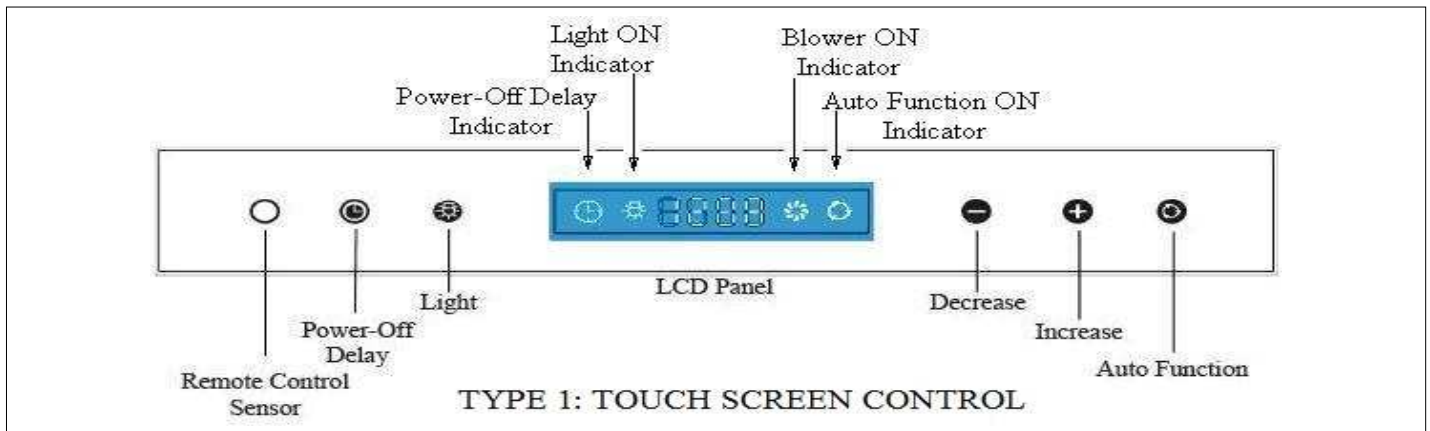 Light ON
Indicator
Blower ON
Indicator
Power-Off Delay
Indicator
Auto Function ON
Indicator
LCD Panel
Light
Power-Off
Delay
Remote Control
Sensor
Decrease
Increase
Auto Function
TYPE 1: TOUCH SCREEN CONTROL